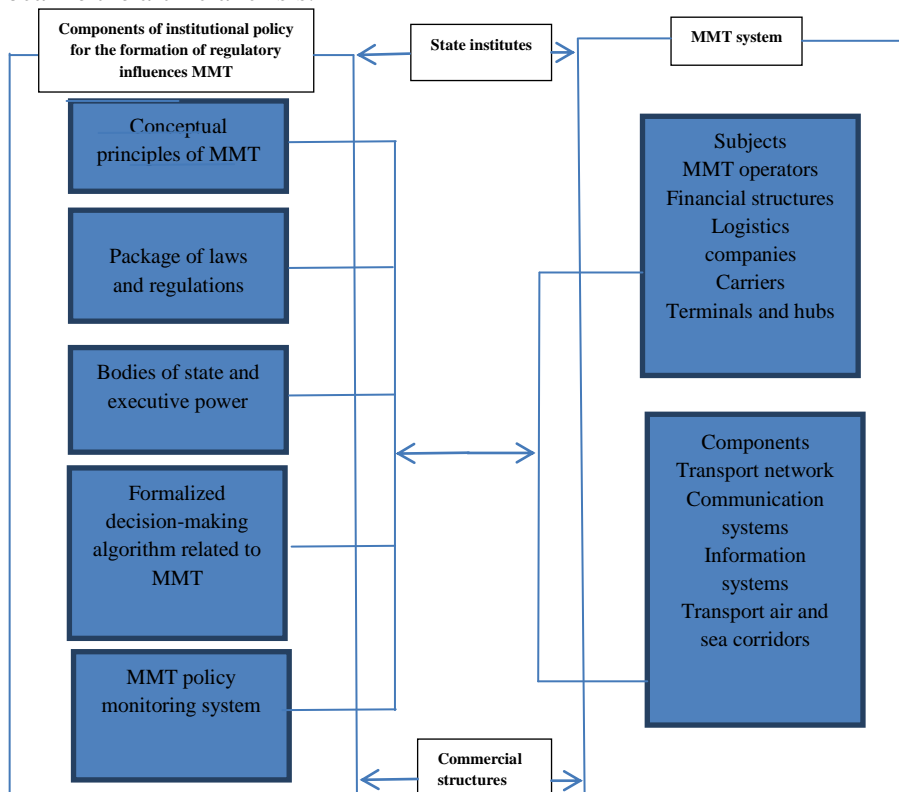 Components of institutional policy
for the formation of regulatory
influences MMT
State institutes
MMT system
Conceptual
principles of MMT
Package of laws
and regulations
Bodies of state and
executive power
Formalized
decision-making
algorithm related to
MMT
MMT policy
monitoring system
Subjects
MMT operators
Financial structures
Logistics
companies
Carriers
Terminals and hubs
Components
Transport network
Communication
systems
Information
systems
Transport air and
sea corridors
Commercial
structures